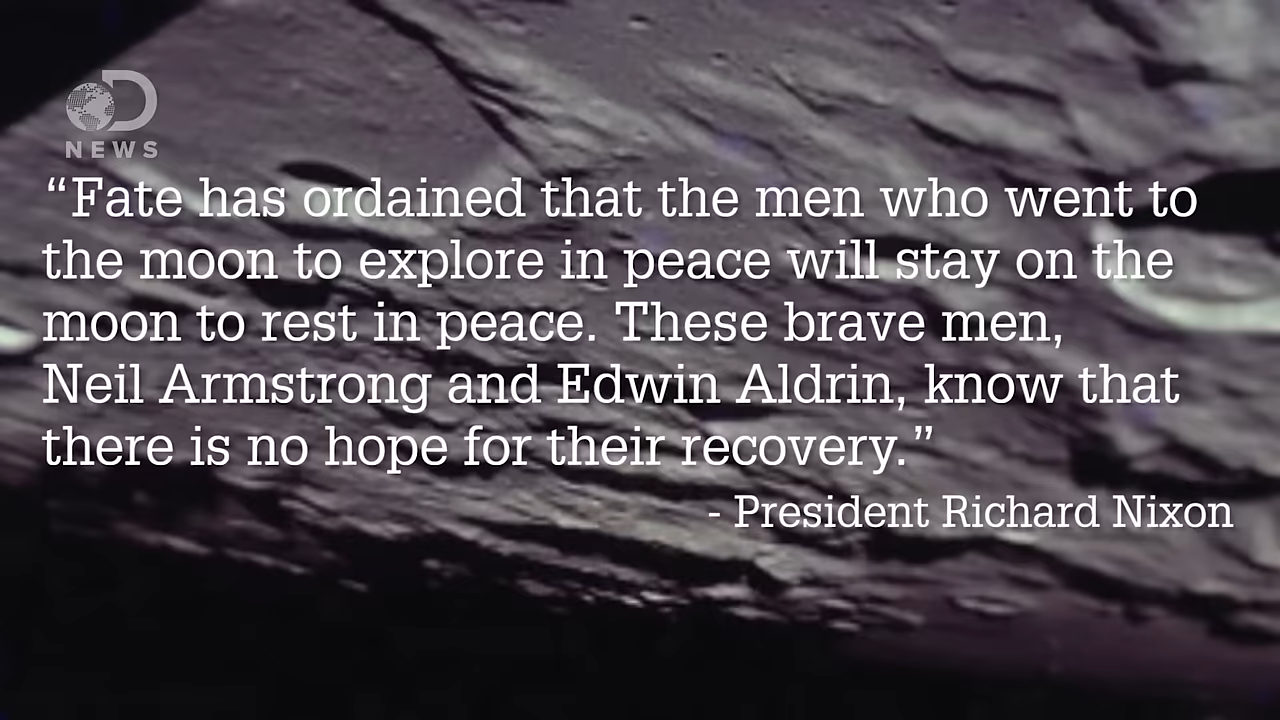 NEWS
“Fate has ordained that the men who went to
the moon to explore in peace will stay on the
moon to rest in peace. These brave men,
Neil Armstrong and Edwin Aldrin, know that
there is no hope for their recovery.”
- President Richard Nixon